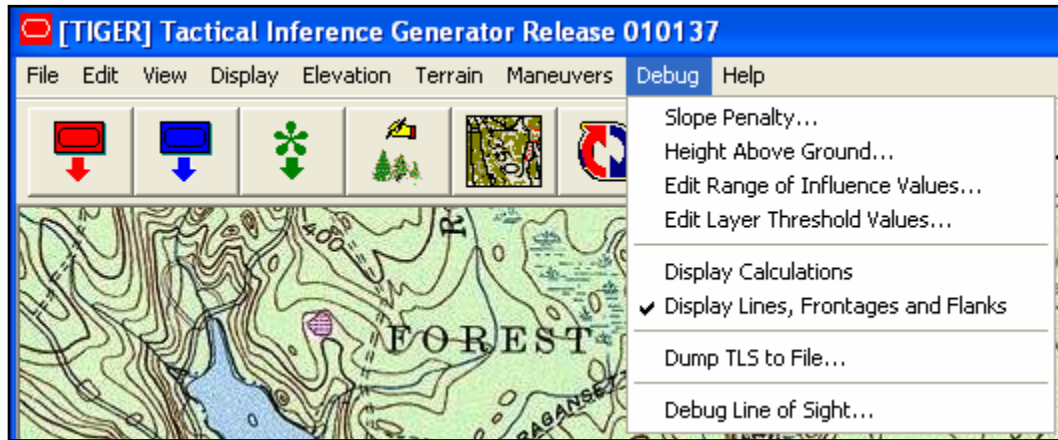 [TIGER] Tactical Inference Generator Release 010137
File Edit View Display Elevation Terrain Maneuvers Debug Help
Slope Penalty...
Height Above Ground...
Edit Range of Influence Values...
Edit Layer Threshold Values...
Display Calculations
Display Lines, Frontages and Flanks
Dump TLS to File...
Debug Line of Sight...
400
R
FOREST